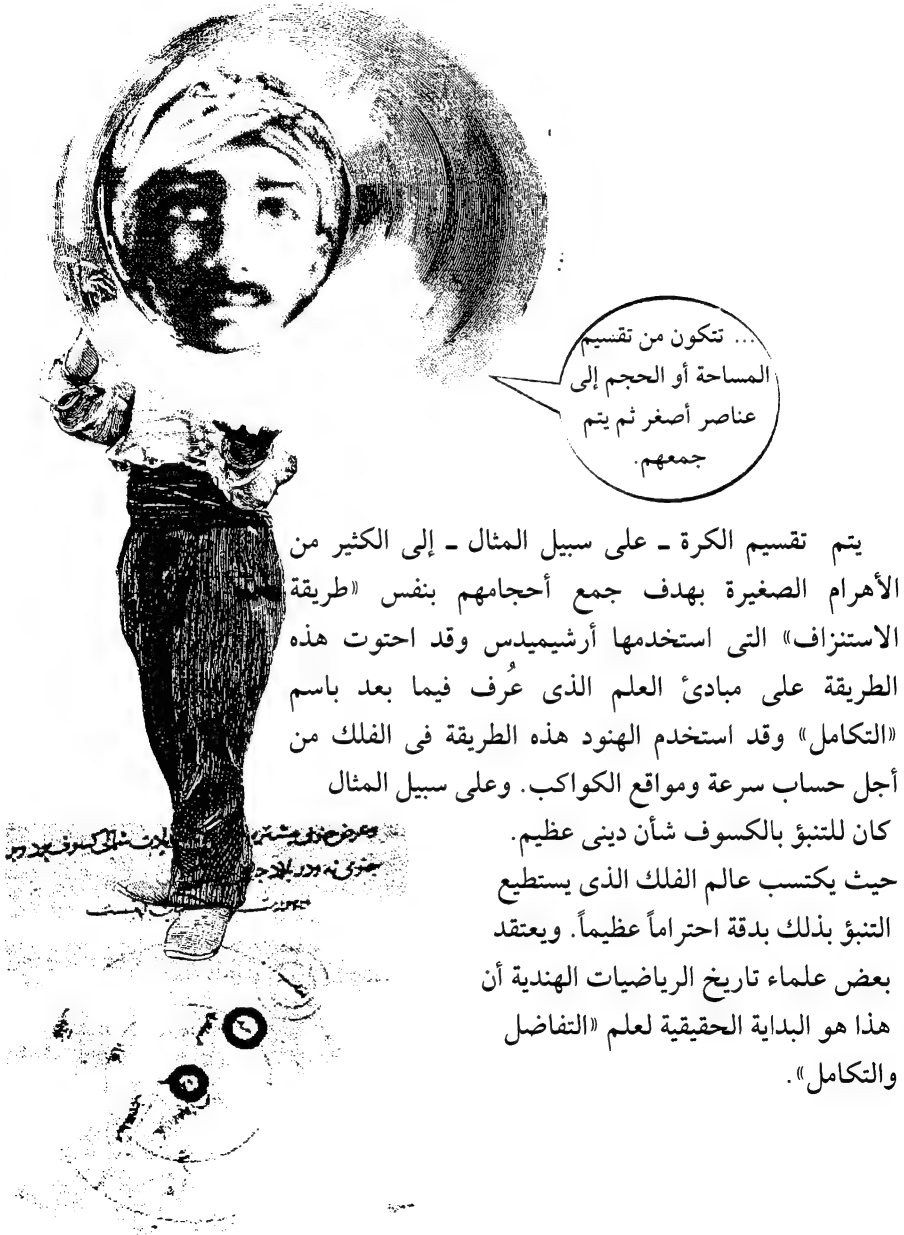 ... تتكون من تقسيم
المساحة أو الحجم إلى
عناصر أصغر ثم يتم
جمعهم.
يتم تقسيم الكرة ـ على سبيل المثال ـ إلى الكثير من
الأهرام الصغيرة بهدف جمع أحجامهم بنفس «طريقة
الاستنزاف» التى استخدمها أرشيميدس وقد احتوت هذه
الطريقة على مبادئ العلم الذى عُرف فيما بعد باسم
«التكامل» وقد استخدم الهنود هذه الطريقة فى الفلك من
أجل حساب سرعة ومواقع الكواكب. وعلى سبيل المثال
كان للتنبؤ بالكسوف شأن دينى عظيم.
حيث يكتسب عالم الفلك الذى يستطيع
التنبؤ بذلك بدقة احتراماً عظيماً. ويعتقد
بعض علماء تاريخ الرياضيات الهندية أن
هذا هو البداية الحقيقية لعلم «التفاضل
والتكامل».